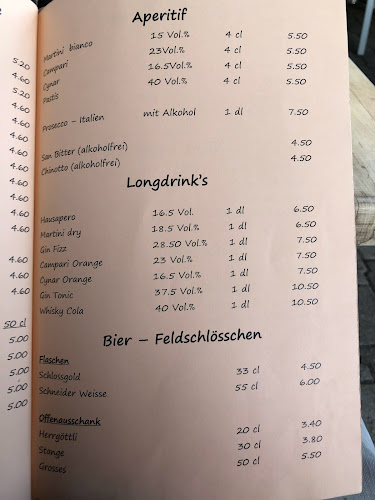 5.20
4.60
5.20
4.60
4.60
4.60
4.60
4.60
4.60
4.60
4.60
4.60
4.60
4.60
4.60
50 cl
5.00
5.00
5.00
5.00
5.00
Aperitif
Martini bianco 15 Vol.% 4 cl 5.50
Campari 23Vol.% 4 cl 5.50
Cynar 16.5Vol.% 4 cl 5.50
Pastis 40 Vol.% 4 cl 5.50
Prosecco – Italien mit Alkohol 1 dl 7.50
San Bitter (alkoholfrei) 4.50
Chinotto (alkoholfrei) 4.50
Longdrink's
Hausapero 16.5 Vol. 1 dl 6.50
Martini dry 18.5 Vol.% 1 dl 6.50
Gin Fizz 28.50 Vol.% 1 dl 7.50
Campari Orange 23 Vol.% 1 dl 7.50
Cynar Orange 16.5 Vol.% 1 dl 7.50
Gin Tonic 37.5 Vol.% 1 dl 10.50
Whisky Cola 40 Vol.% 1 dl 10.50
Bier – Feldschlösschen
Flaschen
Schlossgold 33 cl 4.50
Schneider Weisse 55 cl 6.00
Offenausschank
Herrgöttli 20 cl 3.40
Stange 30 cl 3.80
Grosses 50 cl 5.50